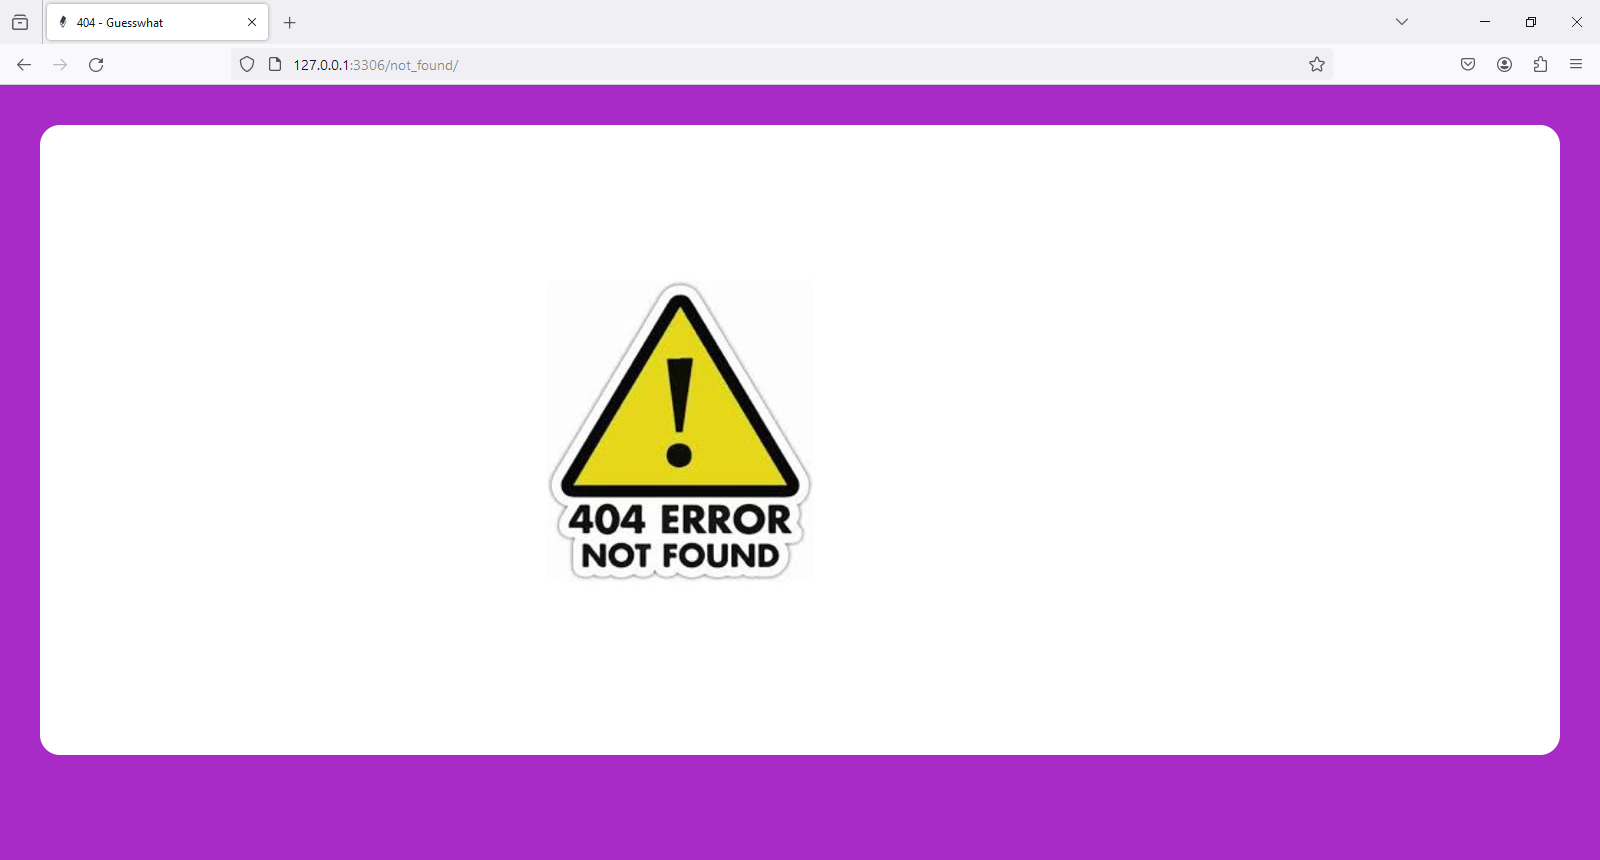 404 - Guesswhat
127.0.0.1:3306/not_found/
404 ERROR
NOT FOUND